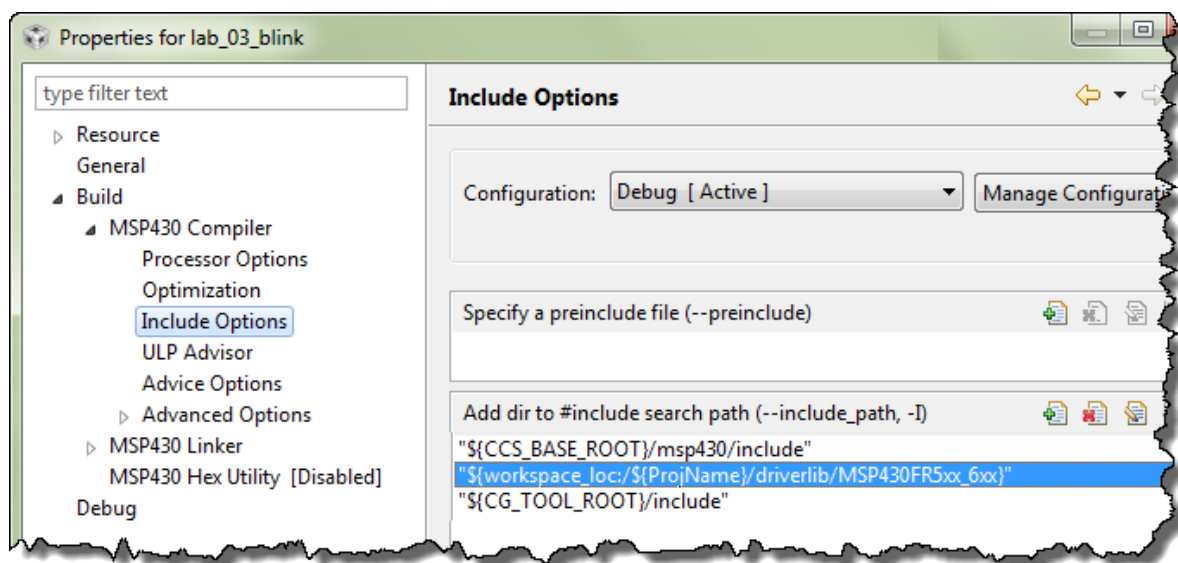 Properties for lab_03_blink
type filter text
Resource
General
Build
MSP430 Compiler
Processor Options
Optimization
Include Options
ULP Advisor
Advice Options
Advanced Options
MSP430 Linker
MSP430 Hex Utility [Disabled]
Debug
Include Options
Configuration:
Debug [ Active ]
Manage Configurati
Specify a preinclude file (--preinclude)
Add dir to #include search path (--include_path, -I)
"${CCS_BASE_ROOT}/msp430/include"
"${workspace_loc:/${ProjName}/driverlib/MSP430FR5xx_6xx}"
"${CG_TOOL_ROOT}/include"